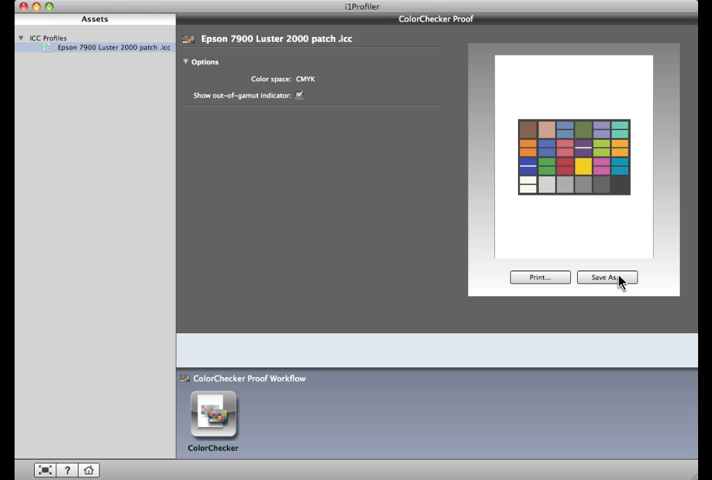 i1Profiler
Assets
ColorChecker Proof
ICC Profiles
Epson 7900 Luster 2000 patch .icc
Epson 7900 Luster 2000 patch .icc
Options
Color space: CMYK
Show out-of-gamut indicator:
Print...
Save As
ColorChecker Proof Workflow
ColorChecker
?